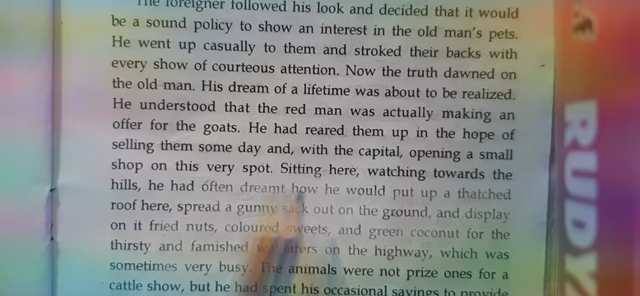 The foreigner followed his look and decided that it would
be a sound policy to show an interest in the old man's pets.
He went up casually to them and stroked their backs with
every show of courteous attention. Now the truth dawned on
the old man. His dream of a lifetime was about to be realized.
He understood that the red man was actually making an
offer for the goats. He had reared them up in the hope of
selling them some day and, with the capital, opening a small
shop on this very spot. Sitting here, watching towards the
hills, he had often dreamt how he would put up a thatched
roof here, spread a gunny sack out on the ground, and display
on it fried nuts, coloured sweets, and green coconut for the
thirsty and famished on the highway, which was
sometimes very busy. The animals were not prize ones for a
cattle show, but he had spent his occasional savings to provide
RUDY